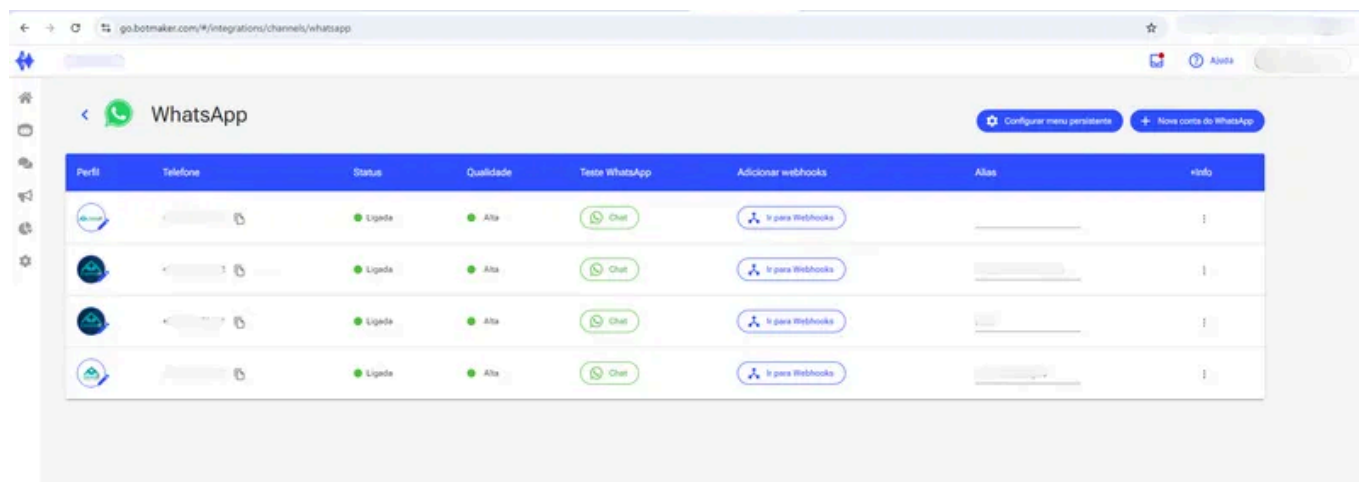 go.botmaker.com/#/integrations/channels/whatsapp
Ajuda
WhatsApp
Configurar menu persistente
+ Nova conta do WhatsApp
Perfil Telefone Status Qualidade Teste WhatsApp Adicionar webhooks Alias +Info
Ligada Alta Chat Ir para Webhooks
Ligada Alta Chat Ir para Webhooks
Ligada Alta Chat Ir para Webhooks
Ligada Alta Chat Ir para Webhooks